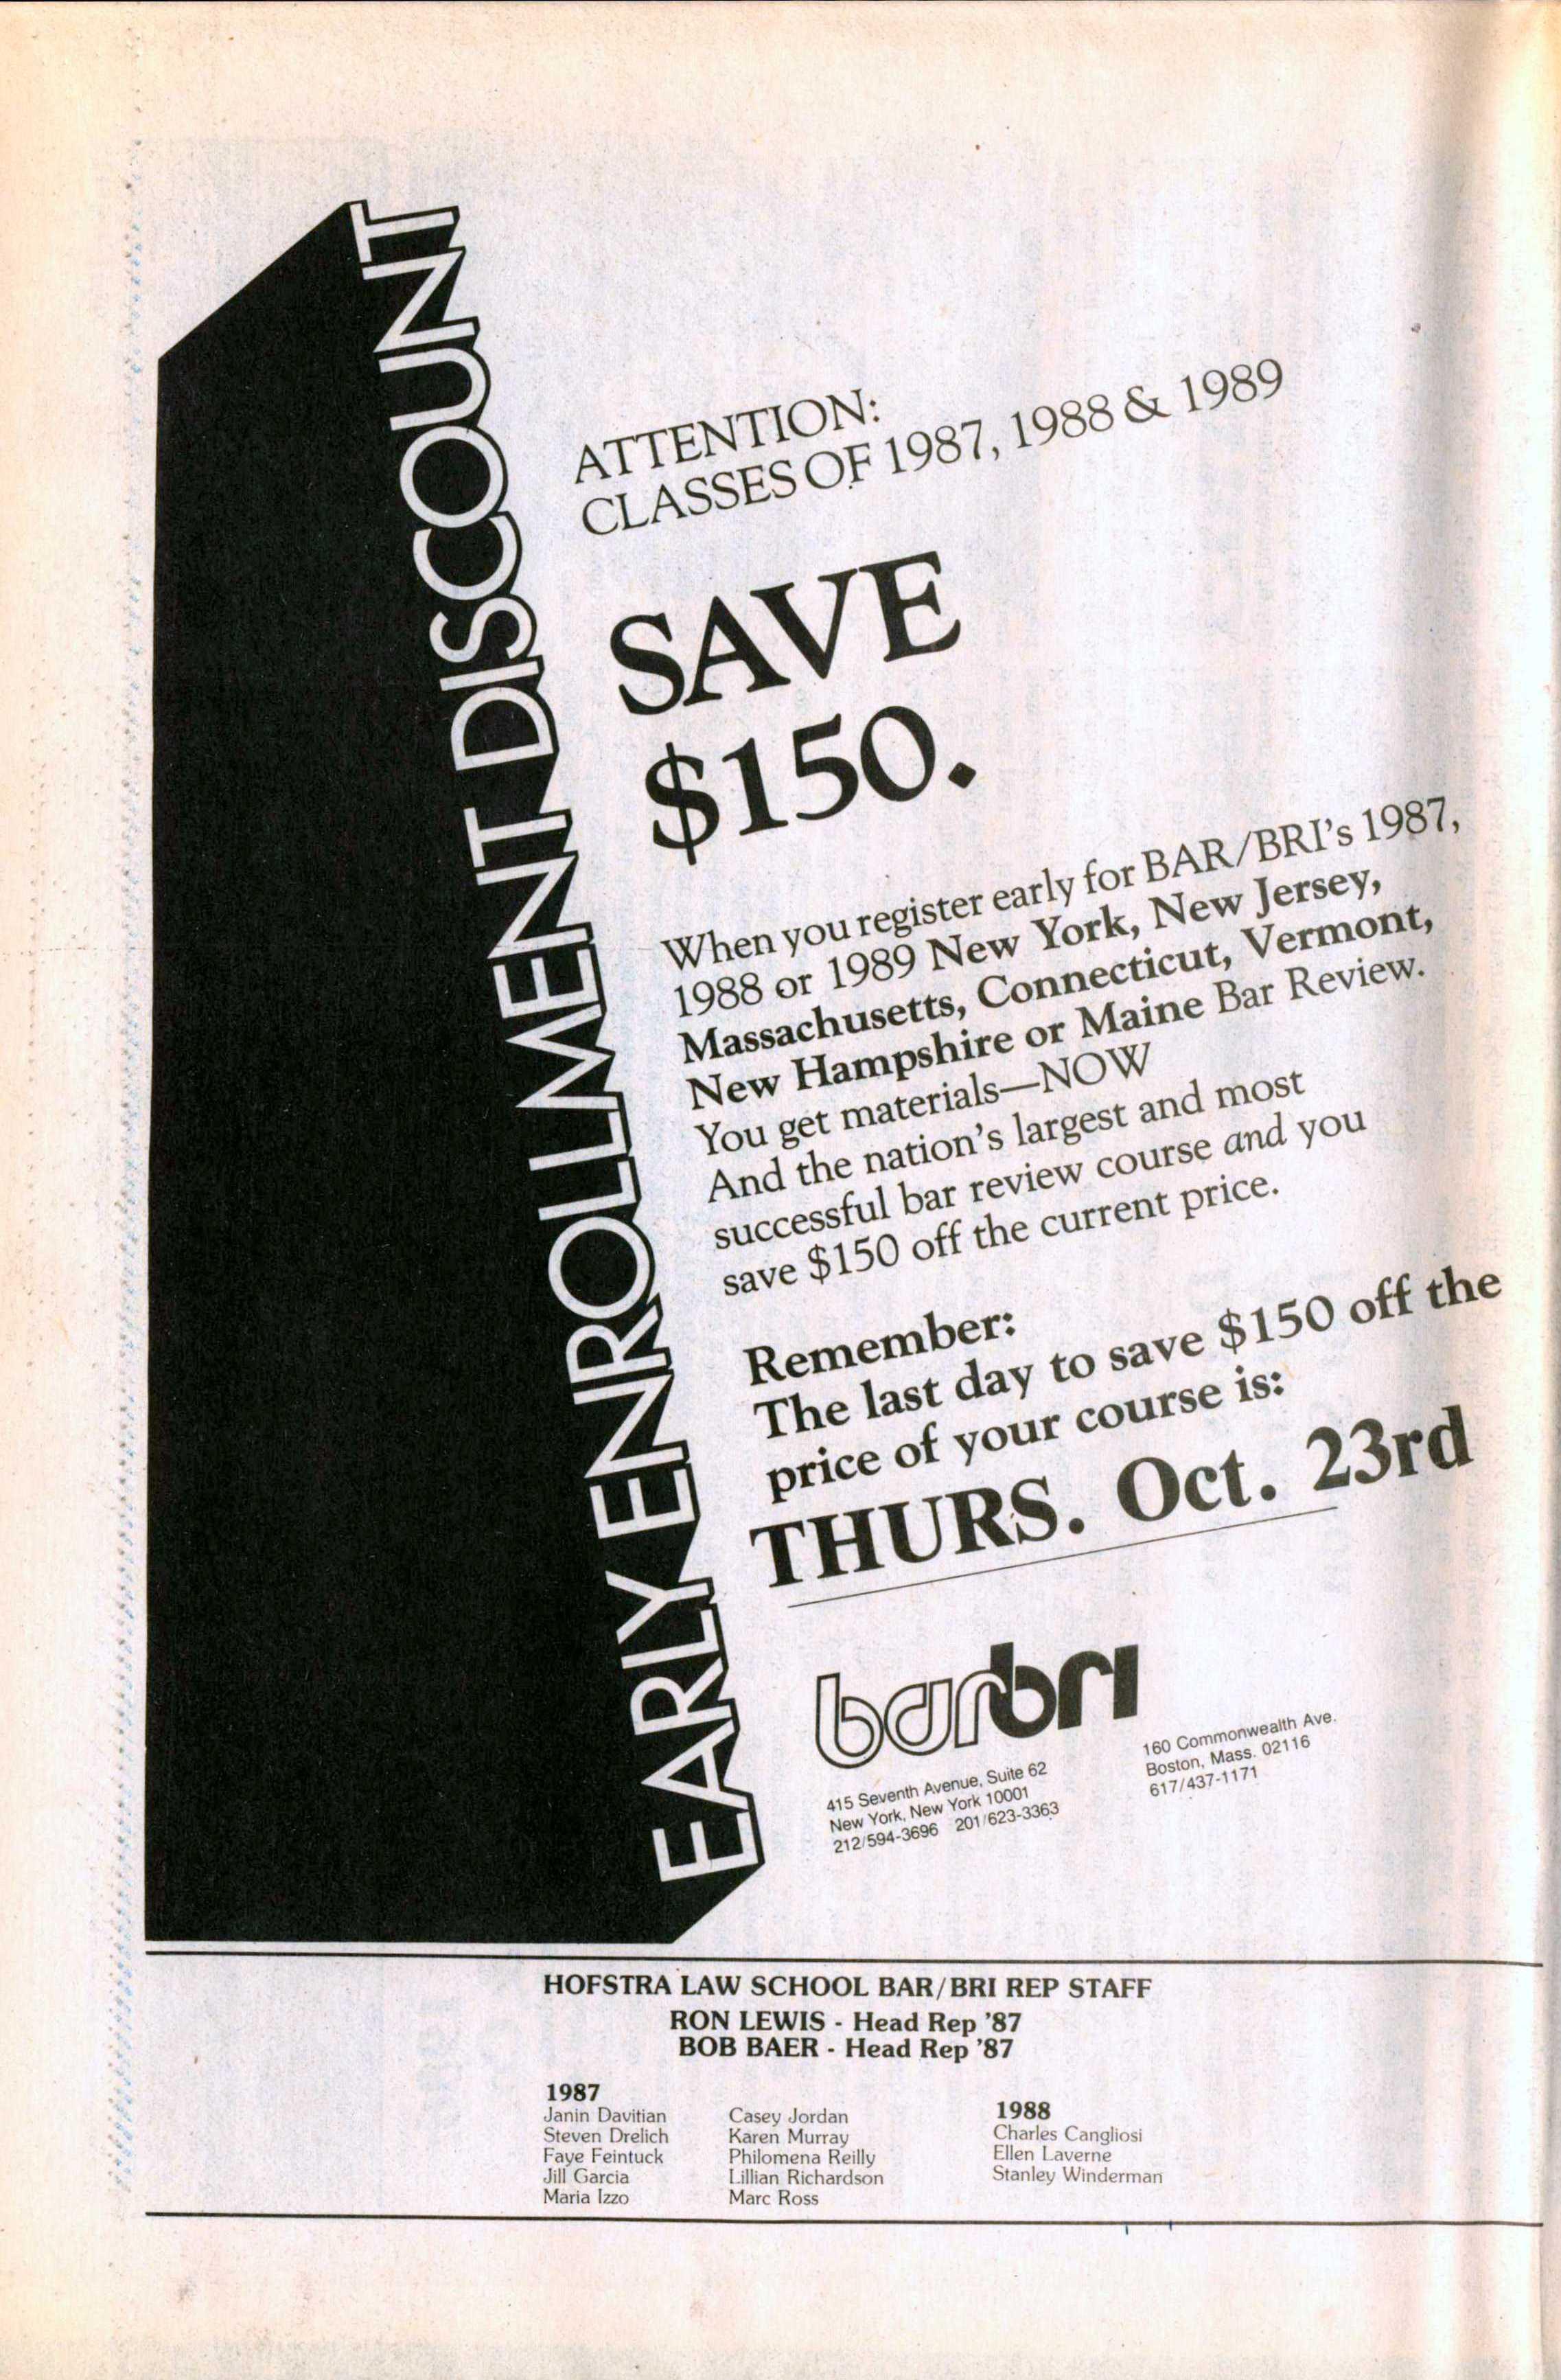 EARLY ENROLLMENT DISCOUNT
ATTENTION:
CLASSES OF 1987, 1988 & 1989
SAVE
$150.
When you register early for BAR/BRI's 1987,
1988 or 1989 New York, New Jersey,
Massachusetts, Connecticut, Vermont,
New Hampshire or Maine Bar Review.
You get materials—NOW
And the nation's largest and most
successful bar review course and you
save $150 off the current price.
Remember:
The last day to save $150 off the
price of your course is:
THURS. Oct. 23rd
barbri
415 Seventh Avenue, Suite 62
New York, New York 10001
212/594-3696 201/623-3363
160 Commonwealth Ave.
Boston, Mass. 02116
617/437-1171
HOFSTRA LAW SCHOOL BAR/BRI REP STAFF
RON LEWIS - Head Rep '87
BOB BAER - Head Rep '87
1987
Janin Davitian
Steven Drelich
Faye Feintuck
Jill Garcia
Maria Izzo
Casey Jordan
Karen Murray
Philomena Reilly
Lillian Richardson
Marc Ross
1988
Charles Cangliosi
Ellen Laverne
Stanley Winderman